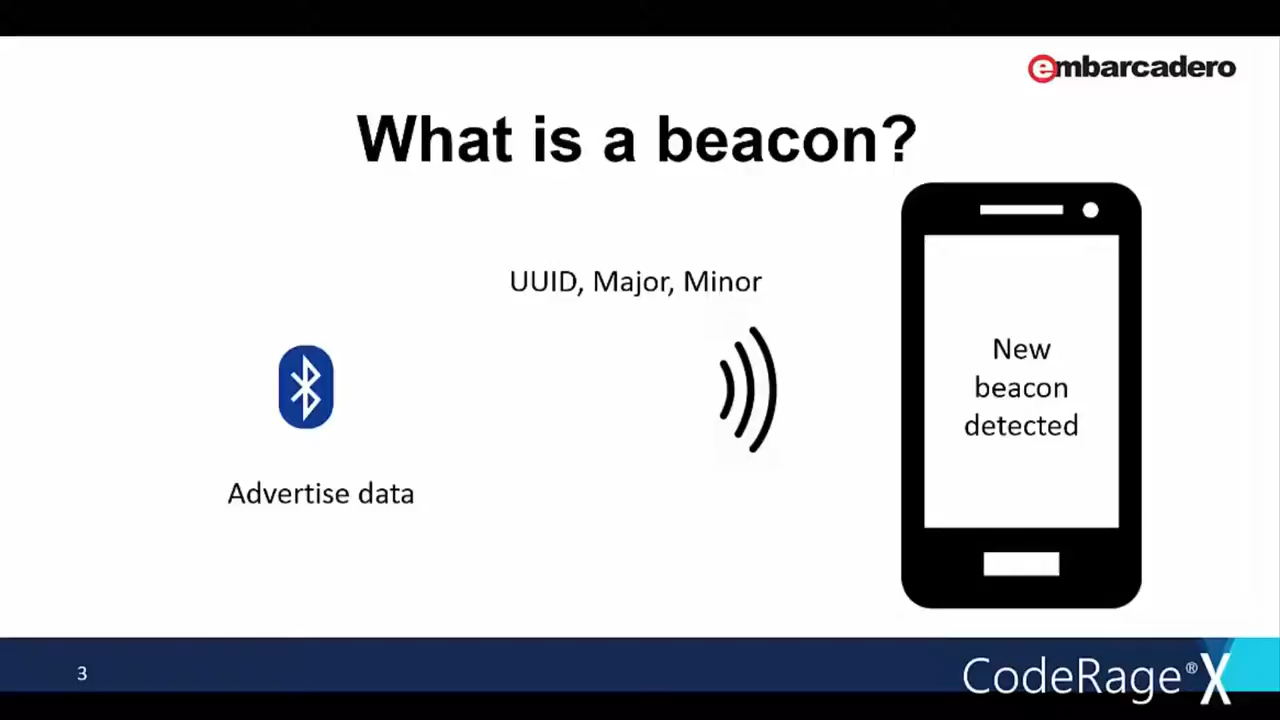 embarcadero
What is a beacon?
UUID, Major, Minor
New
beacon
detected
Advertise data
3
CodeRage® X